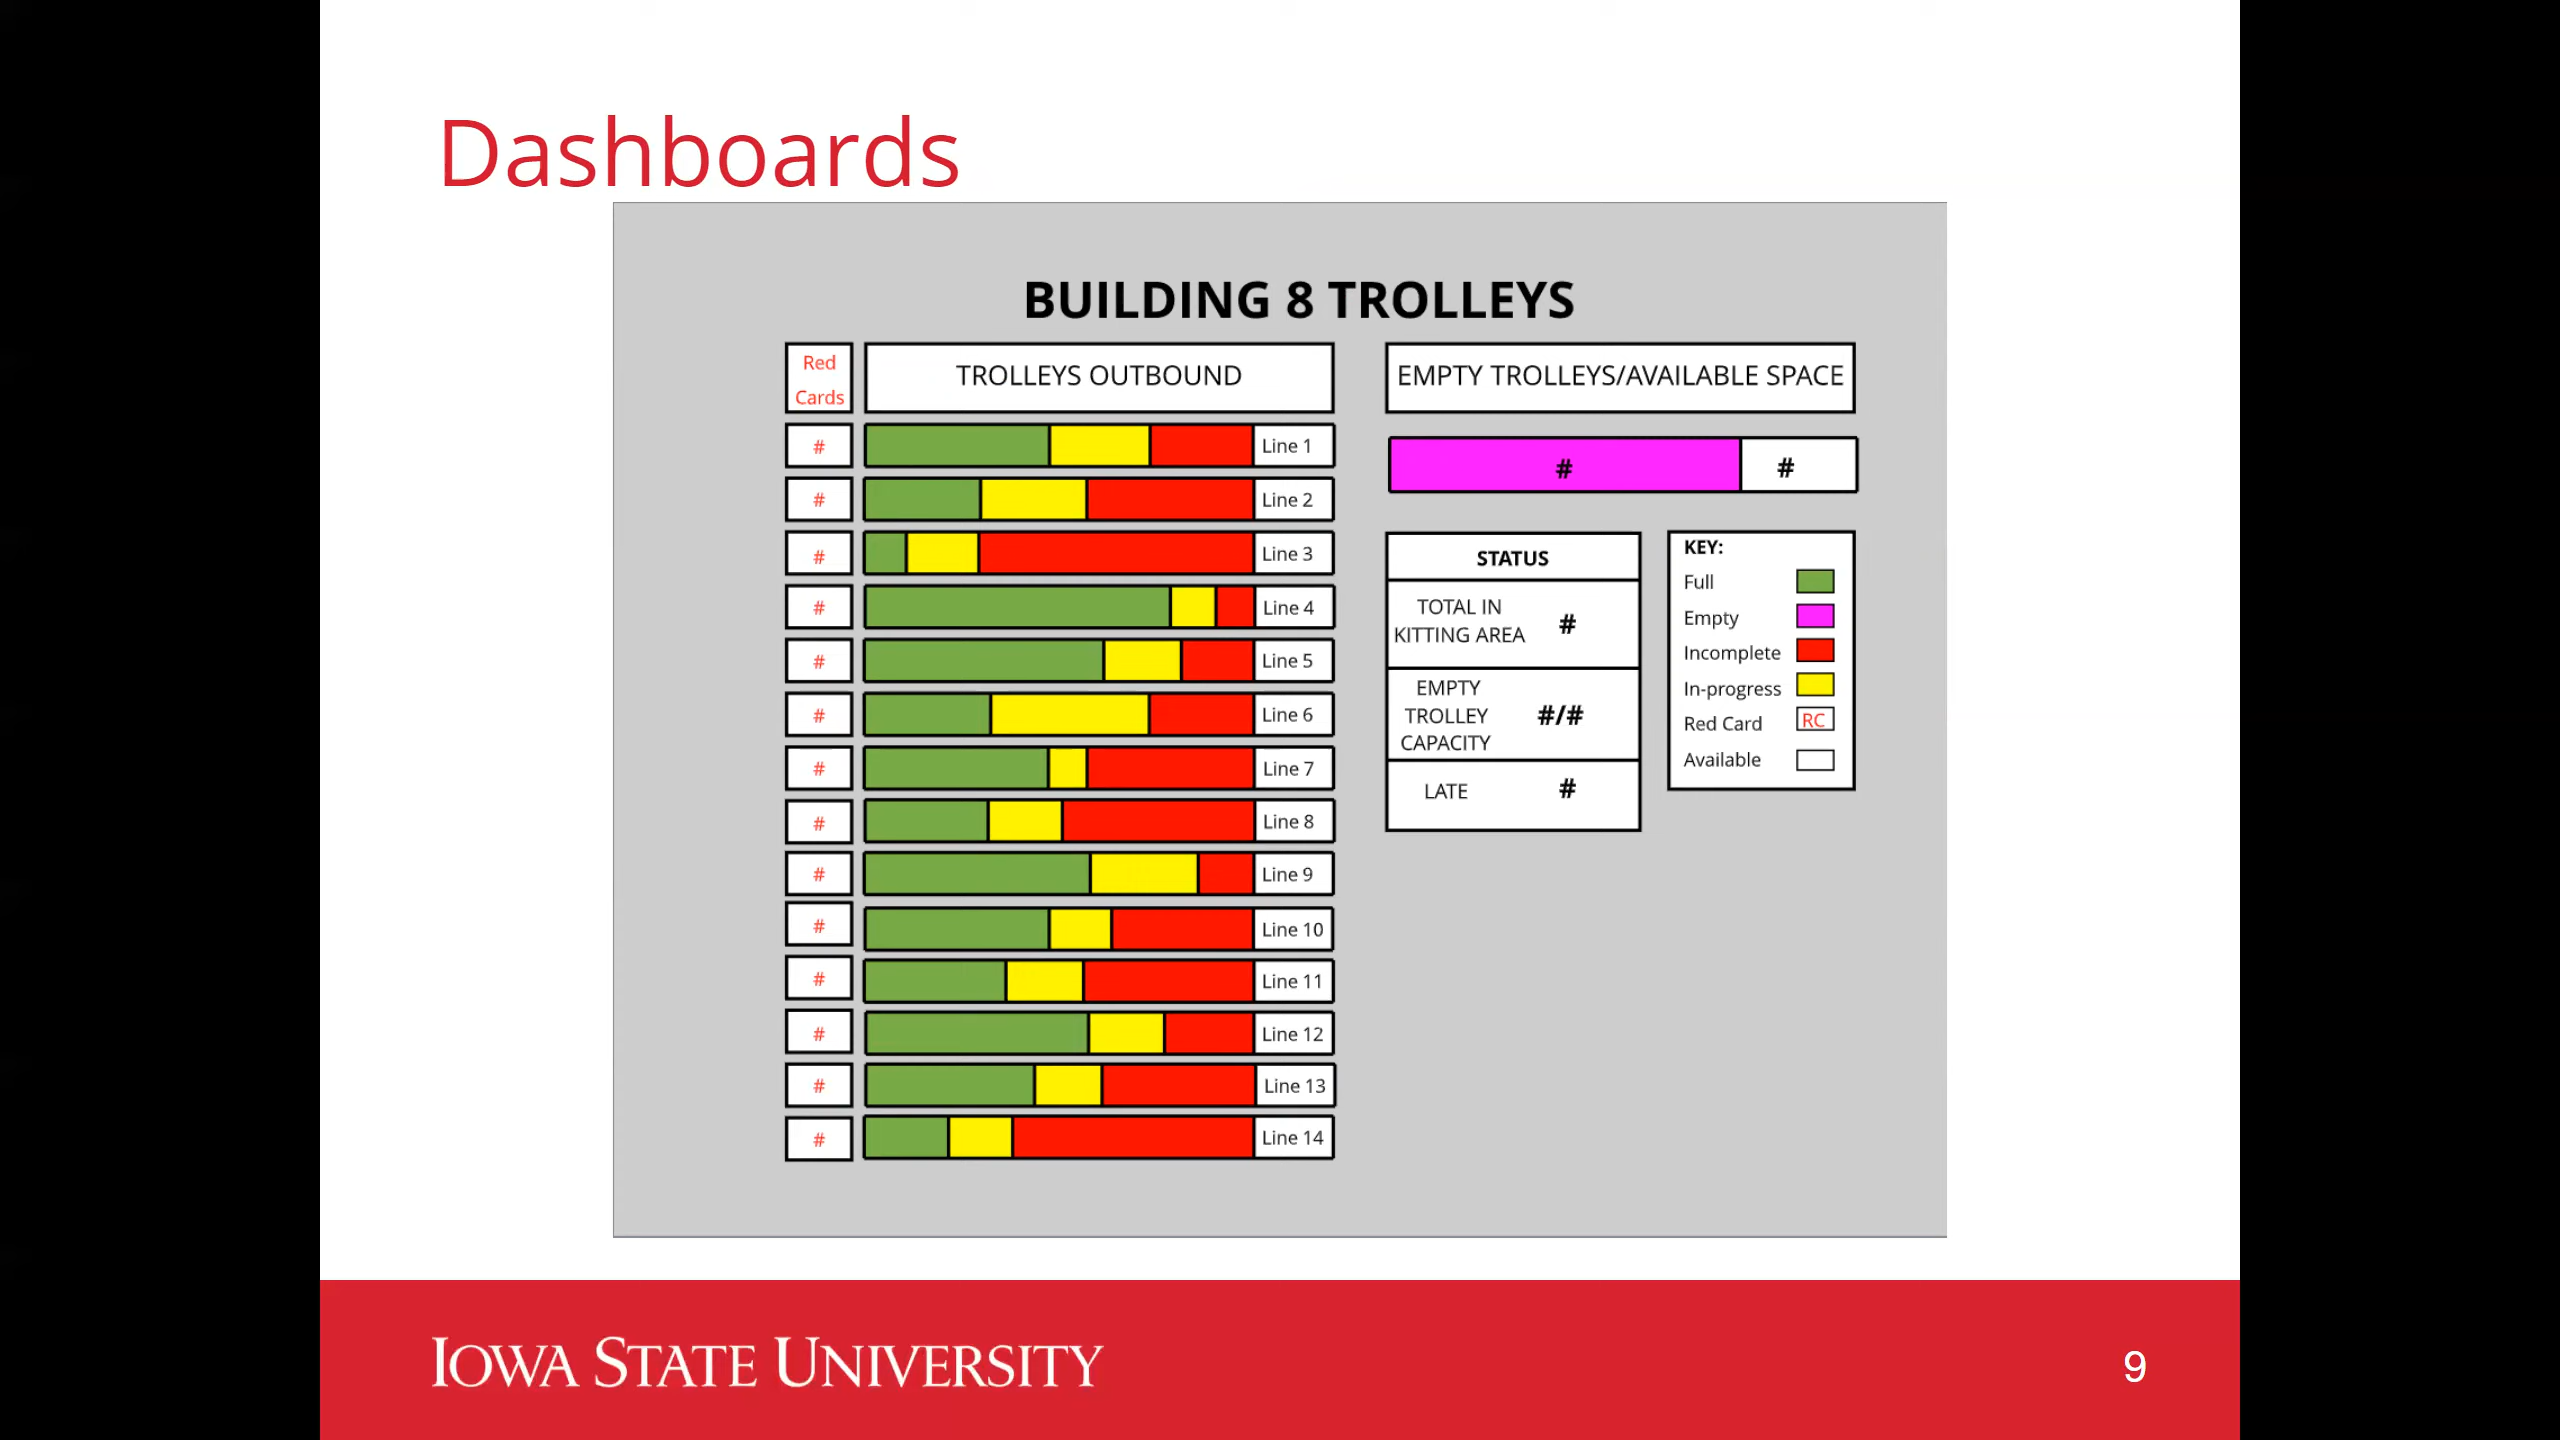 Dashboards
BUILDING 8 TROLLEYS
Red
Cards
TROLLEYS OUTBOUND
EMPTY TROLLEYS/AVAILABLE SPACE
# Line 1
# Line 2
# Line 3
# Line 4
# Line 5
# Line 6
# Line 7
# Line 8
# Line 9
# Line 10
# Line 11
# Line 12
# Line 13
# Line 14
# #
STATUS
TOTAL IN
KITTING AREA #
EMPTY
TROLLEY #/#
CAPACITY
LATE #
KEY:
Full
Empty
Incomplete
In-progress
Red Card RC
Available
IOWA STATE UNIVERSITY
9